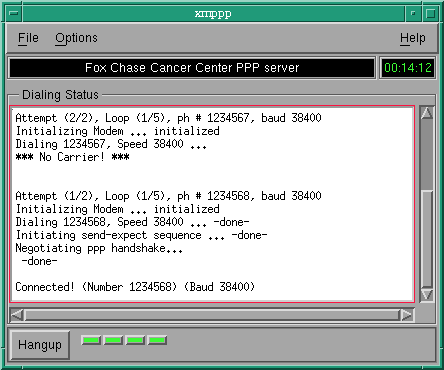 xmppp
File Options Help
Fox Chase Cancer Center PPP server 00:14:12
Dialing Status
Attempt (2/2), Loop (1/5), ph # 1234567, baud 38400
Initializing Modem ... initialized
Dialing 1234567, Speed 38400 ...
*** No Carrier! ***
Attempt (2/2), Loop (1/5), ph # 1234568, baud 38400
Initializing Modem ... initialized
Dialing 1234568, Speed 38400 ... -done-
Initiating send-expect sequence ... -done-
Negotiating ppp handshake...
-done-
Connected! (Number 1234568) (Baud 38400)
Hangup